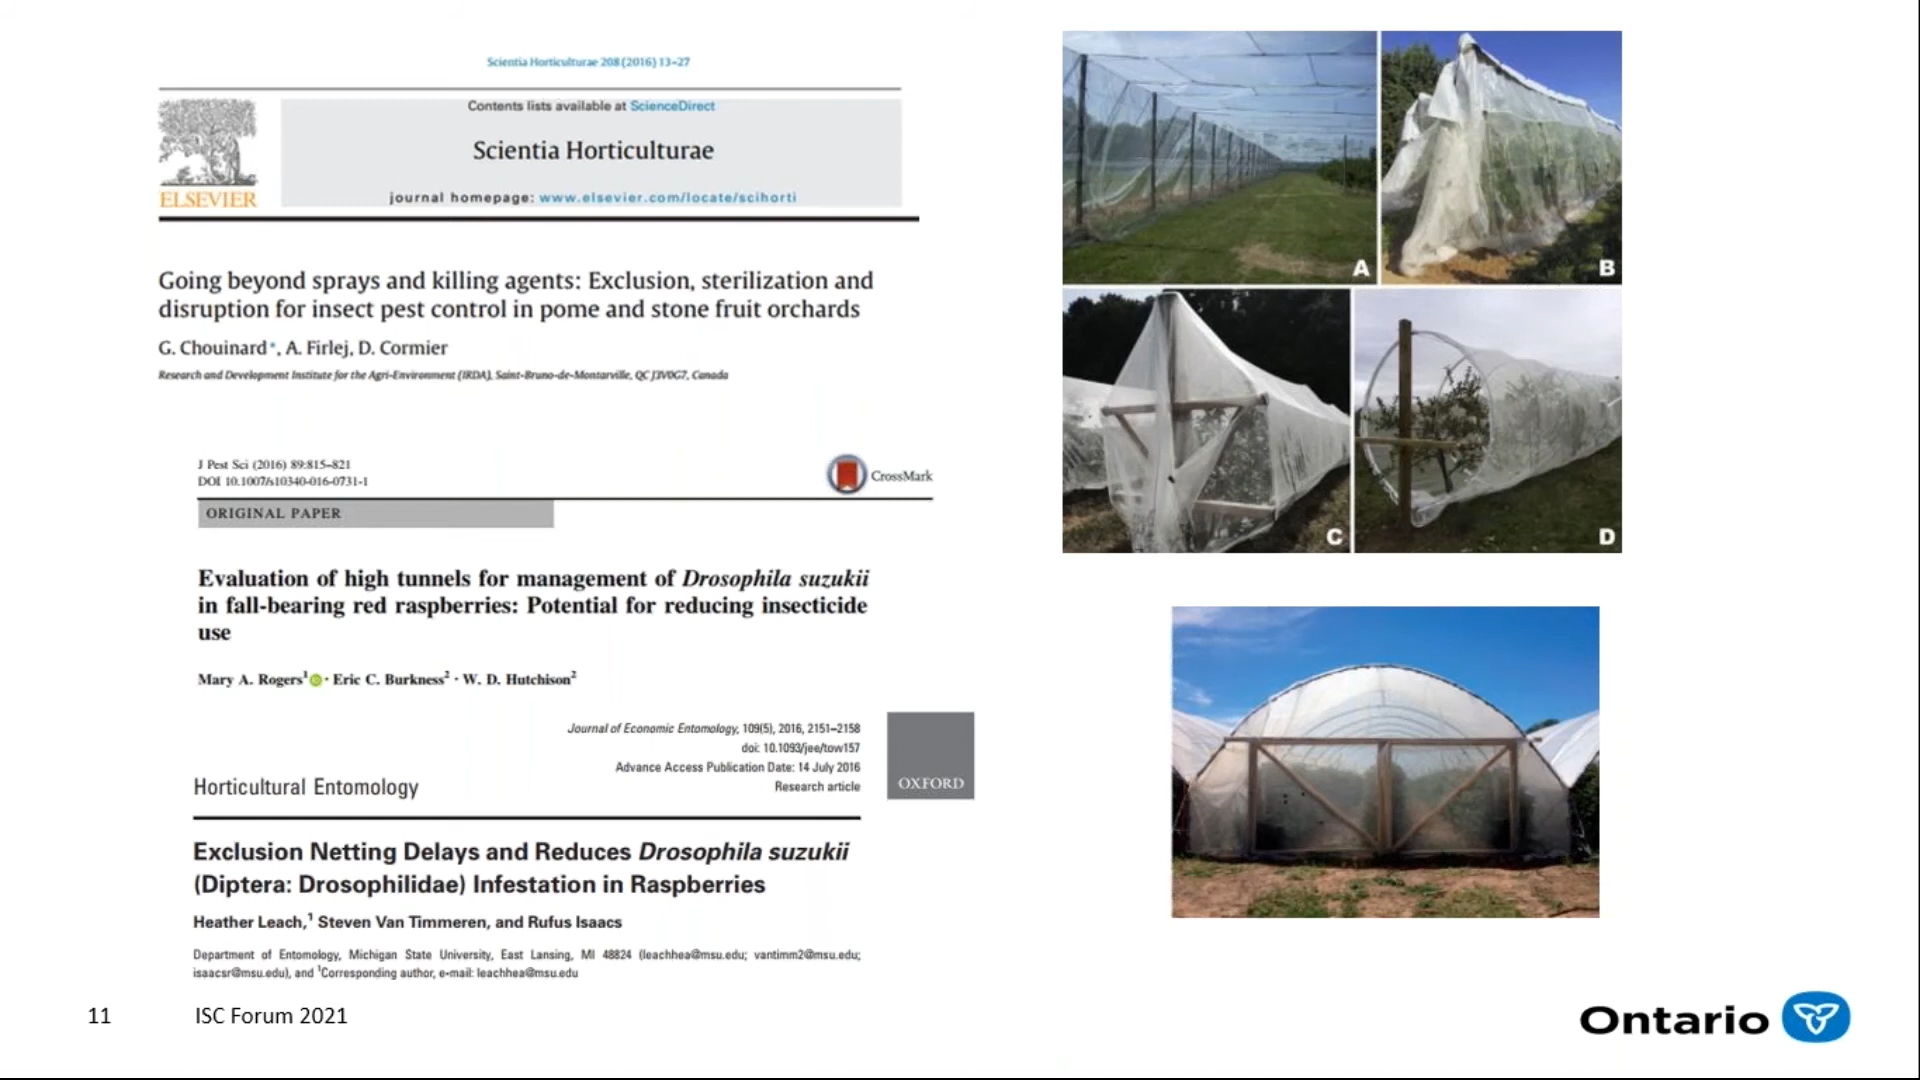 Scientia Horticulturae 208 (2016) 13–27
Contents lists available at ScienceDirect
Scientia Horticulturae
journal homepage: www.elsevier.com/locate/scihorti
ELSEVIER
Going beyond sprays and killing agents: Exclusion, sterilization and
disruption for insect pest control in pome and stone fruit orchards
G. Chouinard*, A. Firlej, D. Cormier
Research and Development Institute for the Agri-Environment (IRDA), Saint-Bruno-de-Montarville, QC J3V0G7, Canada
J Pest Sci (2016) 89:815–821
DOI 10.1007/s10340-016-0731-1
CrossMark
ORIGINAL PAPER
Evaluation of high tunnels for management of Drosophila suzukii
in fall-bearing red raspberries: Potential for reducing insecticide
use
Mary A. Rogers1 · Eric C. Burkness2 · W. D. Hutchison2
Journal of Economic Entomology, 109(5), 2016, 2151–2158
doi: 10.1093/jee/tow157
Advance Access Publication Date: 14 July 2016
Research article
Horticultural Entomology
OXFORD
Exclusion Netting Delays and Reduces Drosophila suzukii
(Diptera: Drosophilidae) Infestation in Raspberries
Heather Leach,1 Steven Van Timmeren, and Rufus Isaacs
Department of Entomology, Michigan State University, East Lansing, MI 48824 (leachhea@msu.edu; vantimm2@msu.edu;
isaacsr@msu.edu), and 1Corresponding author, e-mail: leachhea@msu.edu
A
B
C
D
11
ISC Forum 2021
Ontario